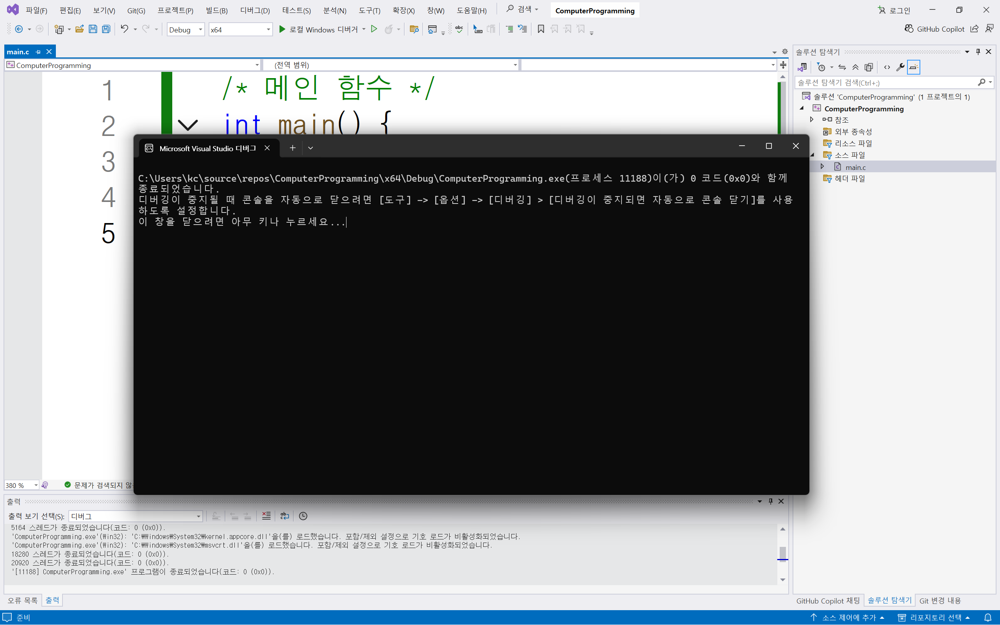 파일(F) 편집(E) 보기(V) Git(G) 프로젝트(P) 빌드(B) 디버그(D) 테스트(S) 분석(N) 도구(T) 확장(X) 창(W) 도움말(H) 검색 ComputerProgramming 로그인
Debug x64 로컬 Windows 디버거 abc GitHub Copilot
main.c
ComputerProgramming (전역 범위)
1 /* 메인 함수 */
2 int main() {
3
4
5
Microsoft Visual Studio 디버그
C:\Users\kc\source\repos\ComputerProgramming\x64\Debug\ComputerProgramming.exe(프로세스 11188)이(가) 0 코드(0x0)와 함께
종료되었습니다.
디버깅이 중지될 때 콘솔을 자동으로 닫으려면 [도구] -> [옵션] -> [디버깅] > [디버깅이 중지되면 자동으로 콘솔 닫기]를 사용
하도록 설정합니다.
이 창을 닫으려면 아무 키나 누르세요...
솔루션 탐색기
솔루션 탐색기 검색(Ctrl+;)
솔루션 'ComputerProgramming' (1 프로젝트의 1)
ComputerProgramming
참조
외부 종속성
리소스 파일
소스 파일
main.c
헤더 파일
380 % 문제가 검색되지 않
출력
출력 보기 선택(S): 디버그
5164 스레드가 종료되었습니다(코드: 0 (0x0)).
'ComputerProgramming.exe'(Win32): 'C:₩Windows₩System32₩kernel.appcore.dll'을(를) 로드했습니다. 포함/제외 설정으로 기호 로드가 비활성화되었습니다.
'ComputerProgramming.exe'(Win32): 'C:₩Windows₩System32₩msvcrt.dll'을(를) 로드했습니다. 포함/제외 설정으로 기호 로드가 비활성화되었습니다.
18280 스레드가 종료되었습니다(코드: 0 (0x0)).
20920 스레드가 종료되었습니다(코드: 0 (0x0)).
'[11188] ComputerProgramming.exe' 프로그램이 종료되었습니다(코드: 0 (0x0)).
오류 목록 출력
GitHub Copilot 채팅 솔루션 탐색기 Git 변경 내용
준비 소스 제어에 추가 리포지토리 선택